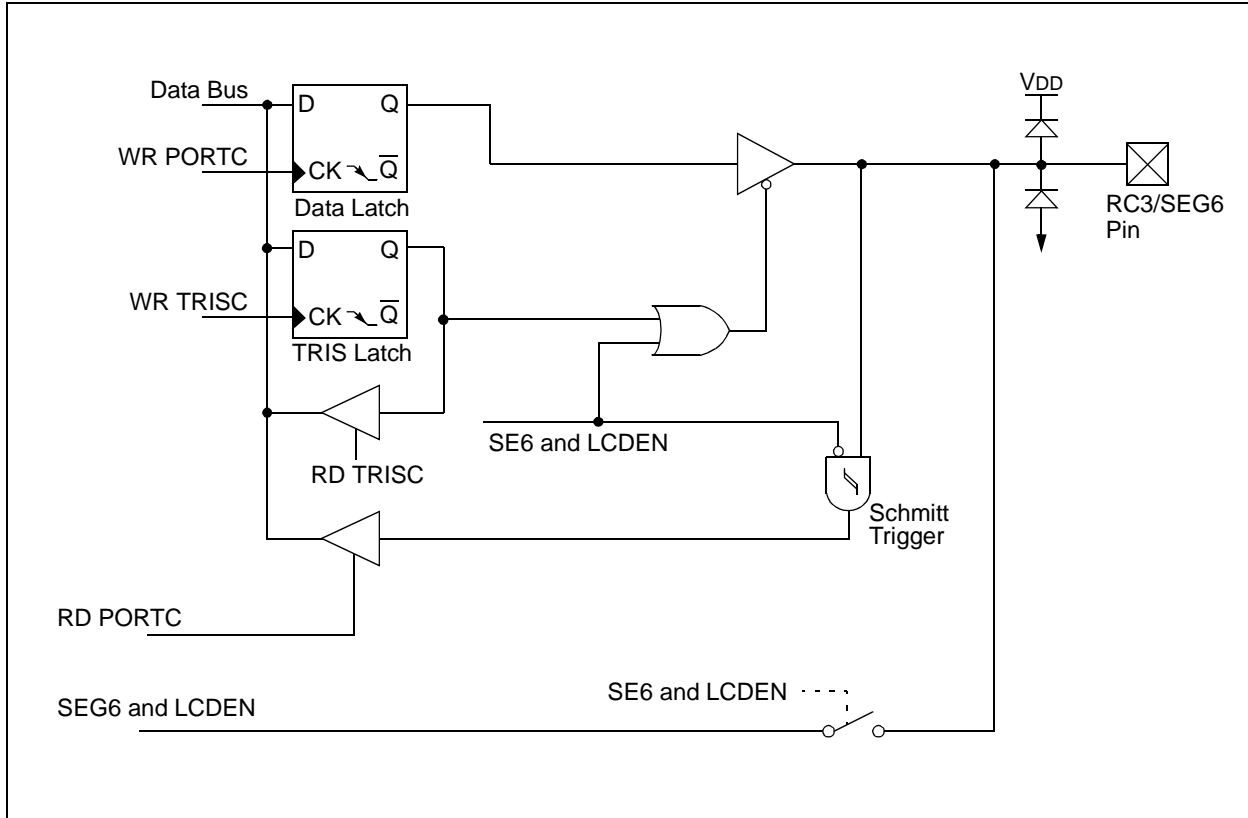 Data Bus
D Q
VDD
WR PORTC
CK Q̅
Data Latch
RC3/SEG6
Pin
D Q
WR TRISC
CK Q̅
TRIS Latch
SE6 and LCDEN
RD TRISC
Schmitt
Trigger
RD PORTC
SE6 and LCDEN
SEG6 and LCDEN